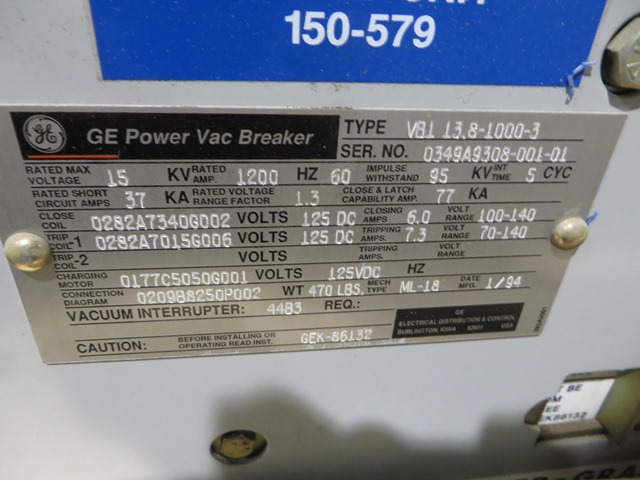 150-579
GE GE Power Vac Breaker TYPE VB1 13.8-1000-3
SER. NO. 0349A9308-001-01
RATED MAX VOLTAGE 15 KV RATED AMP. 1200 HZ 60 IMPULSE WITHSTAND 95 KV INT TIME 5 CYC
RATED SHORT CIRCUIT AMPS 37 KA RATED VOLTAGE RANGE FACTOR 1.3 CLOSE & LATCH CAPABILITY AMP. 77 KA
CLOSE COIL 0282A7340G002 VOLTS 125 DC CLOSING AMPS. 6.0 VOLT RANGE 100-140
TRIP COIL-1 0282A7015G006 VOLTS 125 DC TRIPPING AMPS. 7.3 VOLT RANGE 70-140
TRIP COIL-2 VOLTS TRIPPING AMPS. VOLT RANGE
CHARGING MOTOR 0177C5050G001 VOLTS 125VDC HZ
CONNECTION DIAGRAM 0209B8250P002 WT 470 LBS. MECH TYPE ML-18 DATE MFG. 1/94
VACUUM INTERRUPTER: 4483 REQ.:
CAUTION: BEFORE INSTALLING OR OPERATING READ INST. GEK-86132
GE
ELECTRICAL DISTRIBUTION & CONTROL
BURLINGTON, IOWA 52601 USA
T BE
OM
EE
EK86132